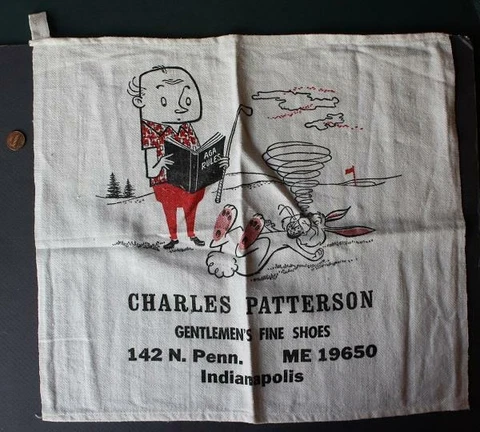 AGA
RULES
CHARLES PATTERSON
GENTLEMEN'S FINE SHOES
142 N. Penn. ME 19650
Indianapolis